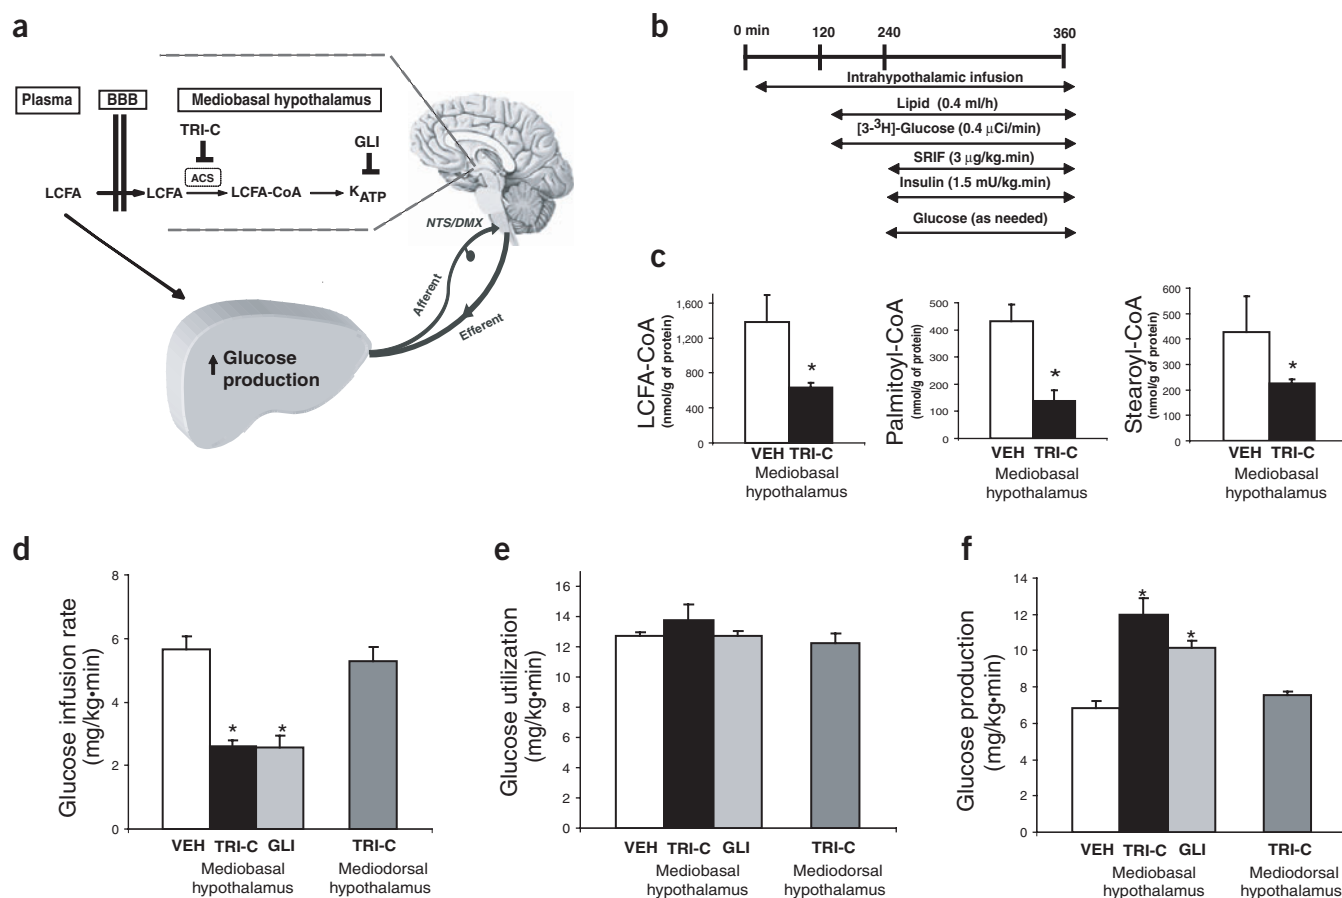 a
Plasma
BBB
Mediobasal hypothalamus
TRI-C
GLI
ACS
LCFA
LCFA
LCFA-CoA
KATP
NTS/DMX
Afferent
Efferent
Glucose
production
b
0 min
120
240
360
Intrahypothalamic infusion
Lipid (0.4 ml/h)
[3-3H]-Glucose (0.4 μCi/min)
SRIF (3 μg/kg.min)
Insulin (1.5 mU/kg.min)
Glucose (as needed)
c
LCFA-CoA
(nmol/g of protein)
1,600
1,200
800
400
0
*
VEH TRI-C
Mediobasal
hypothalamus
Palmitoyl-CoA
(nmol/g of protein)
500
400
300
200
100
0
*
VEH TRI-C
Mediobasal
hypothalamus
Stearoyl-CoA
(nmol/g of protein)
600
500
400
300
200
100
0
*
VEH TRI-C
Mediobasal
hypothalamus
d
Glucose infusion rate
(mg/kg•min)
8
6
4
2
0
* *
VEH TRI-C GLI
Mediobasal
hypothalamus
TRI-C
Mediodorsal
hypothalamus
e
Glucose utilization
(mg/kg•min)
16
14
12
10
8
6
4
2
0
VEH TRI-C GLI
Mediobasal
hypothalamus
TRI-C
Mediodorsal
hypothalamus
f
Glucose production
(mg/kg•min)
14
12
10
8
6
4
2
0
*
*
VEH TRI-C GLI
Mediobasal
hypothalamus
TRI-C
Mediodorsal
hypothalamus